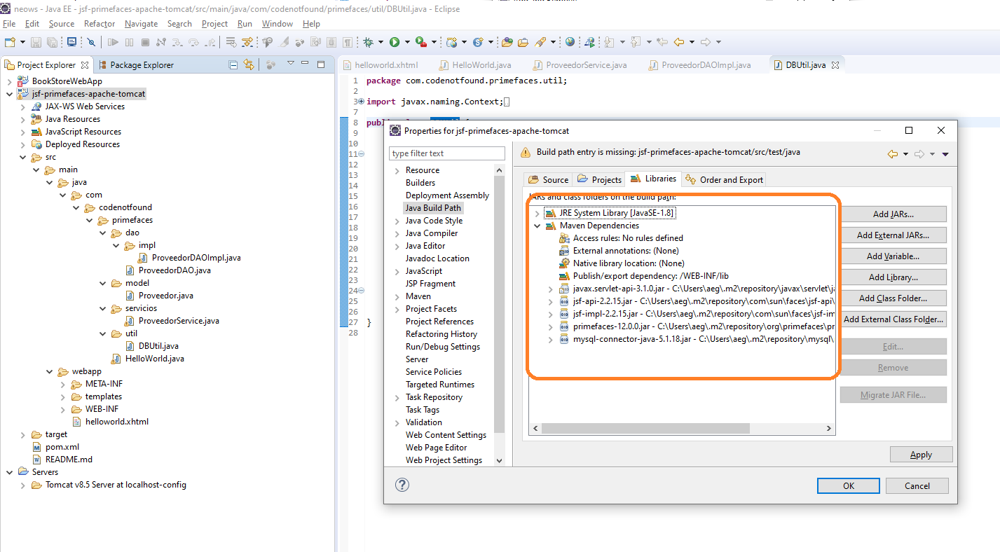 neows - Java EE - jsf-primefaces-apache-tomcat/src/main/java/com/codenotfound/primefaces/util/DBUtil.java - Eclipse
File Edit Source Refactor Navigate Search Project Run Window Help
Project Explorer
Package Explorer
BookStoreWebApp
jsf-primefaces-apache-tomcat
JAX-WS Web Services
Java Resources
JavaScript Resources
Deployed Resources
src
main
java
com
codenotfound
primefaces
dao
impl
ProveedorDAOImpl.java
ProveedorDAO.java
model
Proveedor.java
servicios
ProveedorService.java
util
DBUtil.java
HelloWorld.java
webapp
META-INF
templates
WEB-INF
helloworld.xhtml
target
pom.xml
README.md
Servers
Tomcat v8.5 Server at localhost-config
helloworld.xhtml HelloWorld.java ProveedorService.java ProveedorDAOImpl.java DBUtil.java
1 package com.codenotfound.primefaces.util;
2
3 import javax.naming.Context;
7
8
9
10
11
12
13
14
15
16
17
18
19
20
21
22
23
24
25
26
27 }
28
Properties for jsf-primefaces-apache-tomcat
type filter text
Resource
Builders
Deployment Assembly
Java Build Path
Java Code Style
Java Compiler
Java Editor
Javadoc Location
JavaScript
JSP Fragment
Maven
Project Facets
Project References
Refactoring History
Run/Debug Settings
Server
Service Policies
Targeted Runtimes
Task Repository
Task Tags
Validation
Web Content Settings
Web Page Editor
Web Project Settings
Build path entry is missing: jsf-primefaces-apache-tomcat/src/test/java
Source Projects Libraries Order and Export
JARs and class folders on the build path:
JRE System Library [JavaSE-1.8]
Maven Dependencies
Access rules: No rules defined
External annotations: (None)
Native library location: (None)
Publish/export dependency: /WEB-INF/lib
javax.servlet-api-3.1.0.jar - C:\Users\aeg\.m2\repository\javax\servlet\ja
jsf-api-2.2.15.jar - C:\Users\aeg\.m2\repository\com\sun\faces\jsf-api\
jsf-impl-2.2.15.jar - C:\Users\aeg\.m2\repository\com\sun\faces\jsf-im
primefaces-12.0.0.jar - C:\Users\aeg\.m2\repository\org\primefaces\pr
mysql-connector-java-5.1.18.jar - C:\Users\aeg\.m2\repository\mysql\
Add JARs...
Add External JARs...
Add Variable...
Add Library...
Add Class Folder...
Add External Class Folder...
Edit...
Remove
Migrate JAR File...
Apply
OK
Cancel